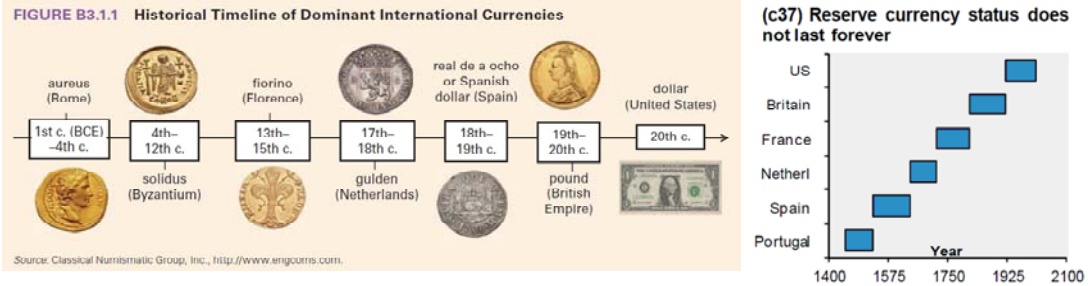 FIGURE B3.1.1 Historical Timeline of Dominant International Currencies
aureus
(Rome)
1st c. (BCE)
–4th c.
4th–
12th c.
solidus
(Byzantium)
fiorino
(Florence)
13th–
15th c.
17th–
18th c.
gulden
(Netherlands)
real de a ocho
or Spanish
dollar (Spain)
18th–
19th c.
19th–
20th c.
pound
(British
Empire)
dollar
(United States)
20th c.
Source: Classical Numismatic Group, Inc., http://www.engcoins.com.
(c37) Reserve currency status does
not last forever
US
Britain
France
Netherl
Spain
Portugal
Year
1400 1575 1750 1925 2100